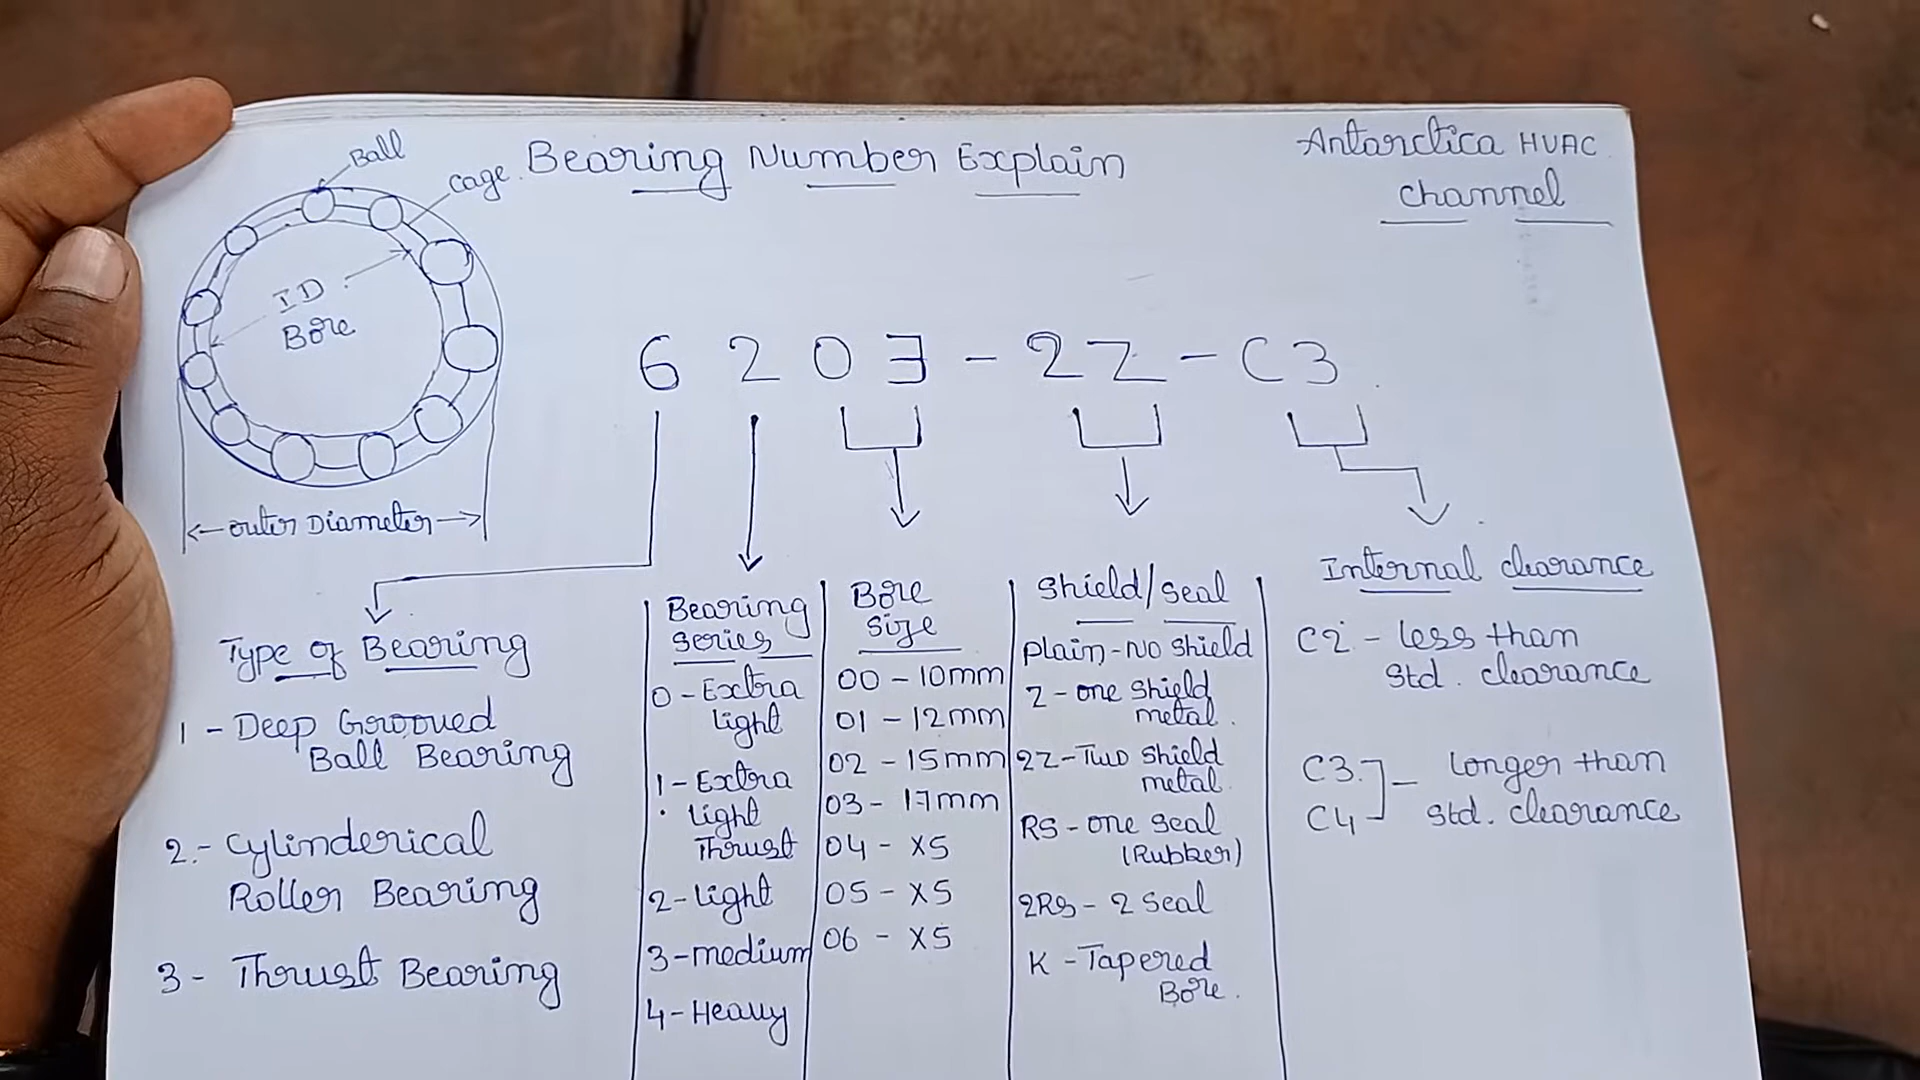 Ball
cage.
Bearing Number Explain
Antarctica HVAC
channel
ID
Bore
6 2 0 3 - 2Z - C3
← outer Diameter →
Type of Bearing
1 - Deep Grooved
Ball Bearing
2.- Cylinderical
Roller Bearing
3 - Thrust Bearing
Bearing
series
0 - Extra
light
1 - Extra
light
Thrust
2 - Light
3 - medium
4 - Heavy
Bore
Size
00 - 10mm
01 - 12mm
02 - 15mm
03 - 17mm
04 - X5
05 - X5
06 - X5
Shield/Seal
Plain - No Shield
Z - one Shield
metal.
2Z - Two Shield
metal.
RS - one Seal
(Rubber)
2RS - 2 Seal
K - Tapered
Bore.
Internal clearance
C2 - less than
Std. clearance
C3 ] - longer than
C4 Std. clearance